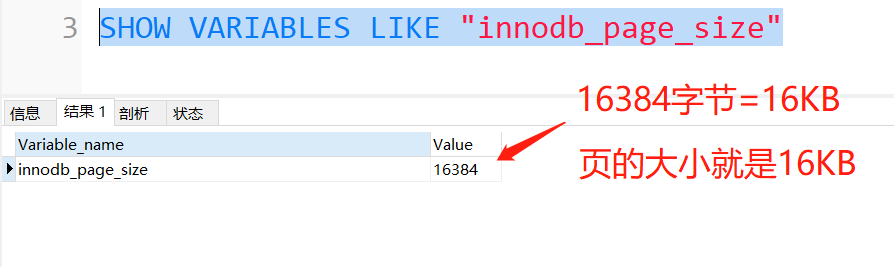 3 SHOW VARIABLES LIKE "innodb_page_size"
信息 结果 1 剖析 状态
Variable_name Value
innodb_page_size 16384
16384字节=16KB
页的大小就是16KB